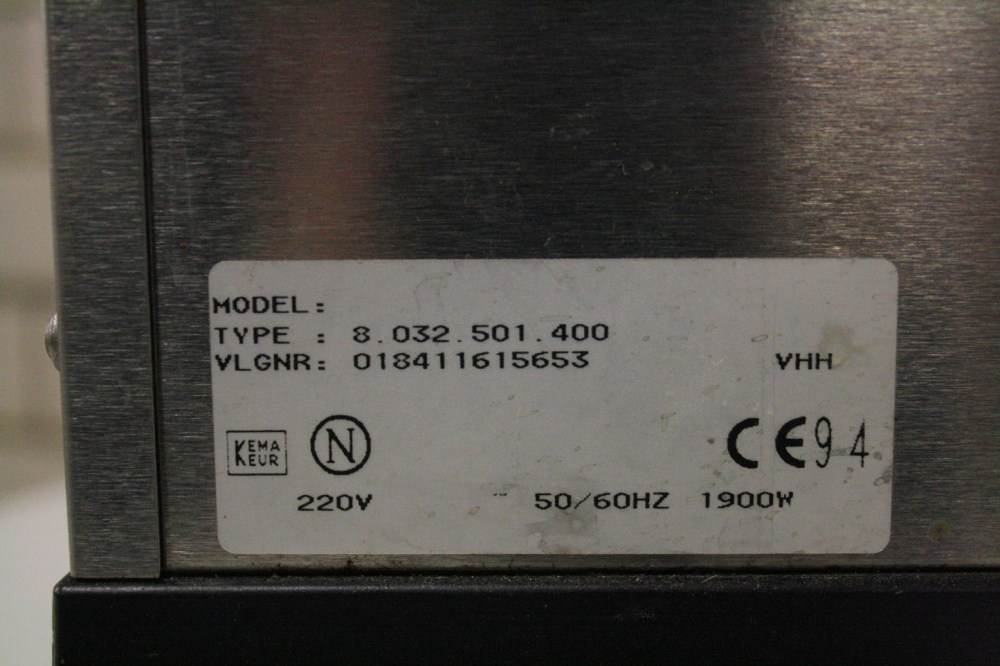 MODEL:
TYPE : 8.032.501.400
VLGNR: 018411615653 VHH
KEMA
KEUR
N
CE94
220V ~ 50/60HZ 1900W